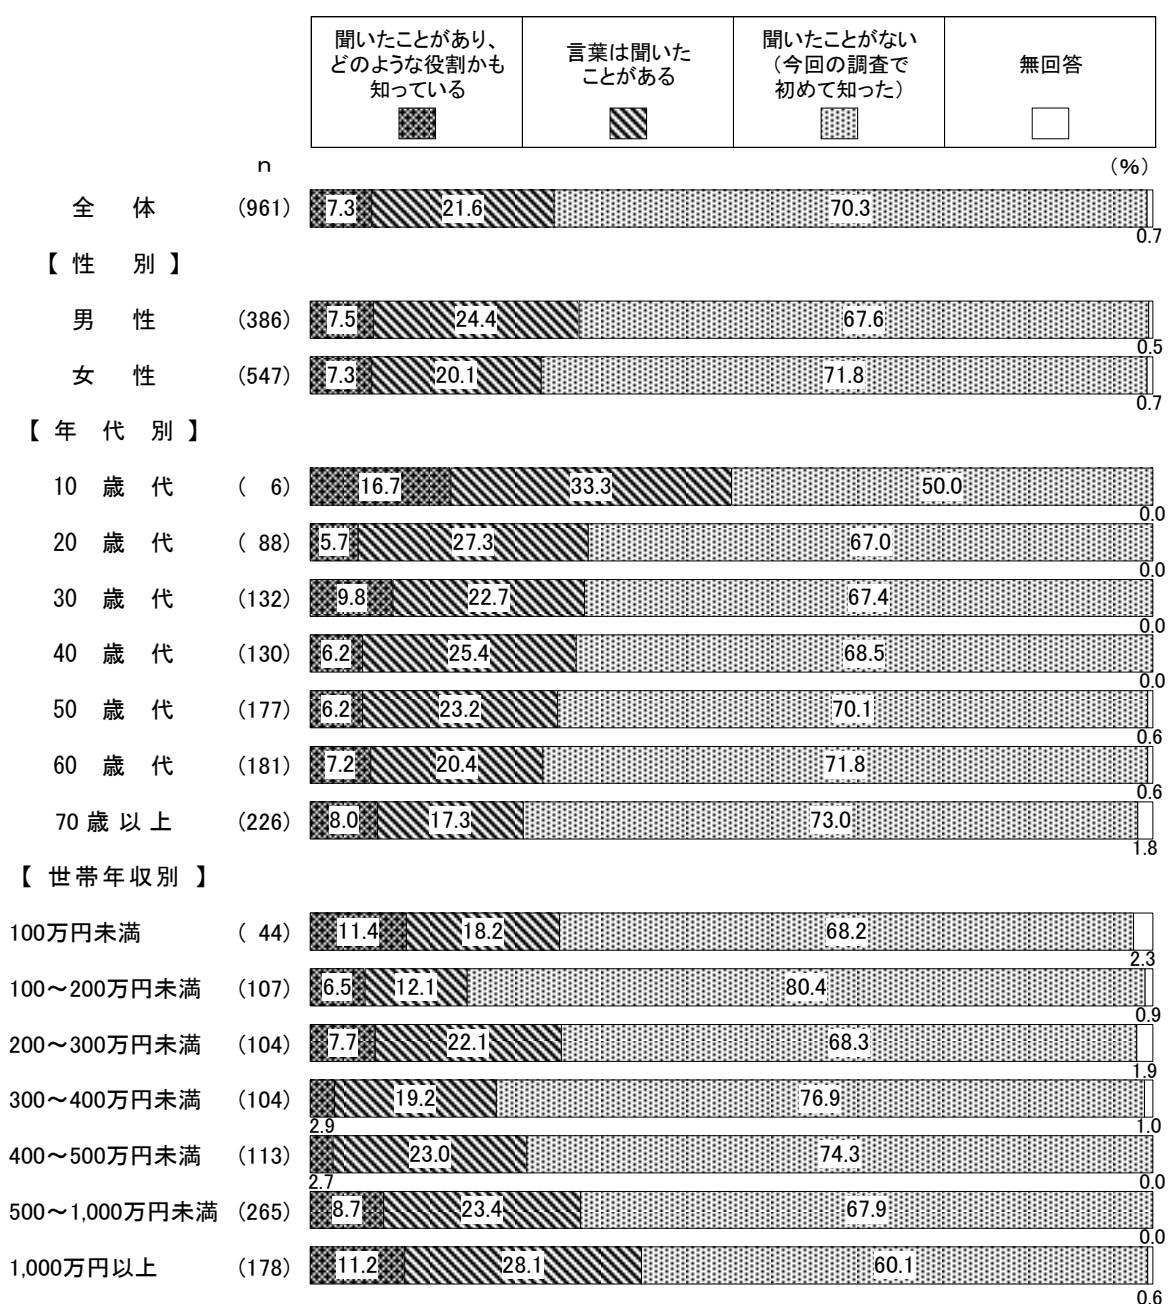 聞いたことがあり、
どのような役割かも
知っている
言葉は聞いた
ことがある
聞いたことがない
（今回の調査で
初めて知った）
無回答
n
(%)
全 体 (961) 7.3 21.6 70.3 0.7
【 性 別 】
男 性 (386) 7.5 24.4 67.6 0.5
女 性 (547) 7.3 20.1 71.8 0.7
【 年 代 別 】
10 歳 代 ( 6) 16.7 33.3 50.0 0.0
20 歳 代 ( 88) 5.7 27.3 67.0 0.0
30 歳 代 (132) 9.8 22.7 67.4 0.0
40 歳 代 (130) 6.2 25.4 68.5 0.0
50 歳 代 (177) 6.2 23.2 70.1 0.6
60 歳 代 (181) 7.2 20.4 71.8 0.6
70 歳 以 上 (226) 8.0 17.3 73.0 1.8
【 世帯年収別 】
100万円未満 ( 44) 11.4 18.2 68.2 2.3
100～200万円未満 (107) 6.5 12.1 80.4 0.9
200～300万円未満 (104) 7.7 22.1 68.3 1.9
300～400万円未満 (104) 2.9 19.2 76.9 1.0
400～500万円未満 (113) 2.7 23.0 74.3 0.0
500～1,000万円未満 (265) 8.7 23.4 67.9 0.0
1,000万円以上 (178) 11.2 28.1 60.1 0.6